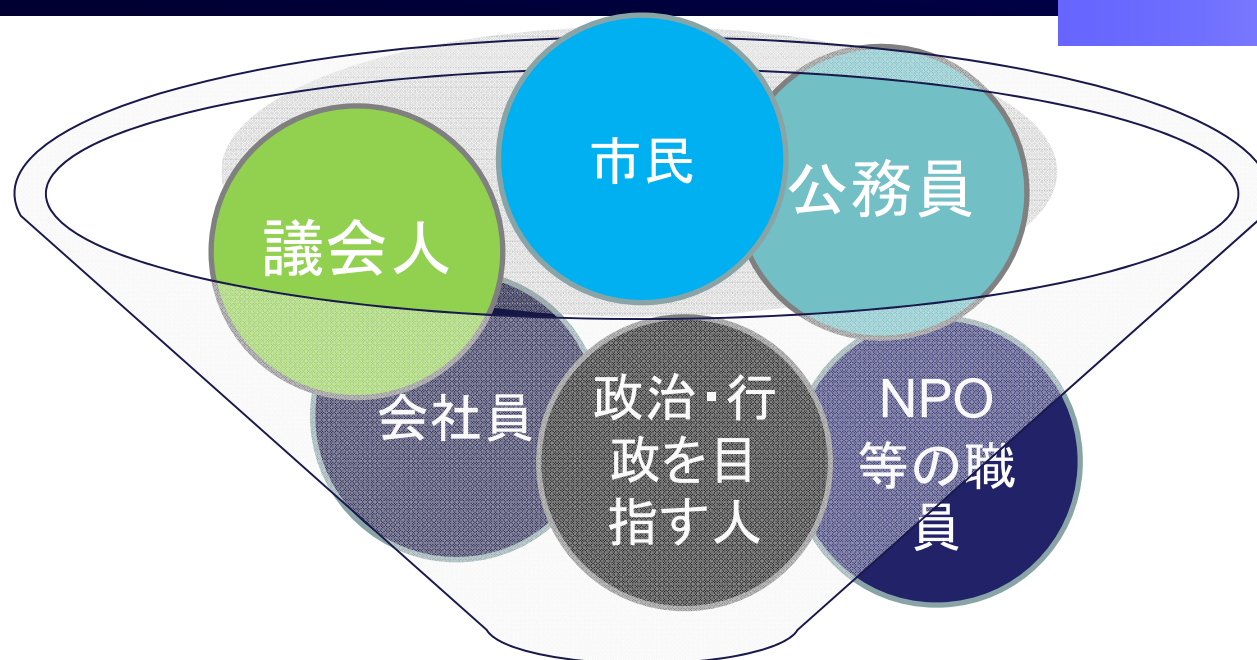 市民
公務員
議会人
会社員
政治・行
政を目
指す人
NPO
等の職
員